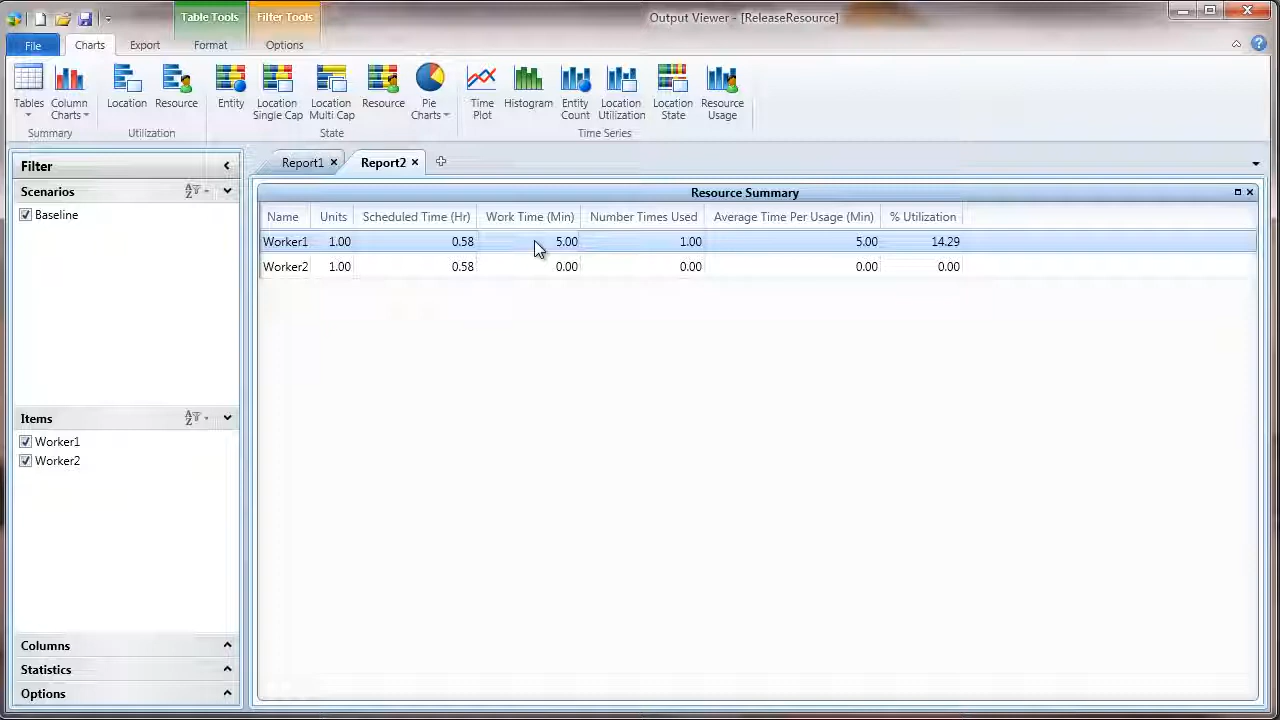 Table Tools Filter Tools Output Viewer - [ReleaseResource]
File Charts Export Format Options
Tables Column Charts Location Resource Entity Location Single Cap Location Multi Cap Resource Pie Charts Time Plot Histogram Entity Count Location Utilization Location State Resource Usage
Summary Utilization State Time Series
Filter
Report1 Report2
Scenarios
Baseline
Items
Worker1
Worker2
Columns
Statistics
Options
Resource Summary
Name Units Scheduled Time (Hr) Work Time (Min) Number Times Used Average Time Per Usage (Min) % Utilization
Worker1 1.00 0.58 5.00 1.00 5.00 14.29
Worker2 1.00 0.58 0.00 0.00 0.00 0.00